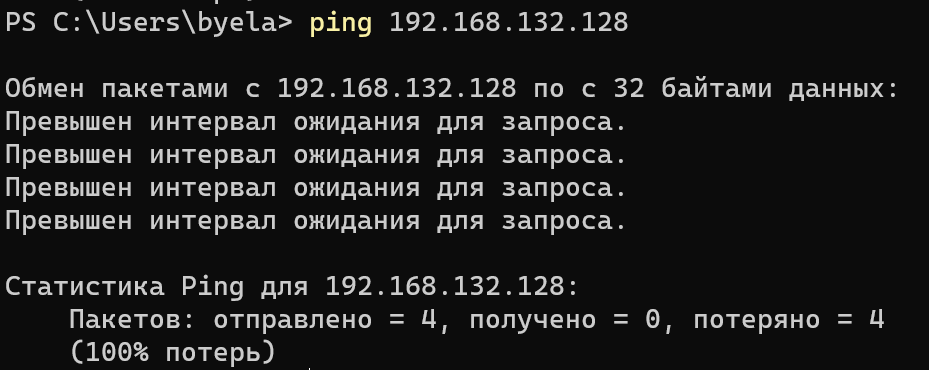 PS C:\Users\byela> ping 192.168.132.128
Обмен пакетами с 192.168.132.128 по с 32 байтами данных:
Превышен интервал ожидания для запроса.
Превышен интервал ожидания для запроса.
Превышен интервал ожидания для запроса.
Превышен интервал ожидания для запроса.
Статистика Ping для 192.168.132.128:
Пакетов: отправлено = 4, получено = 0, потеряно = 4
(100% потерь)